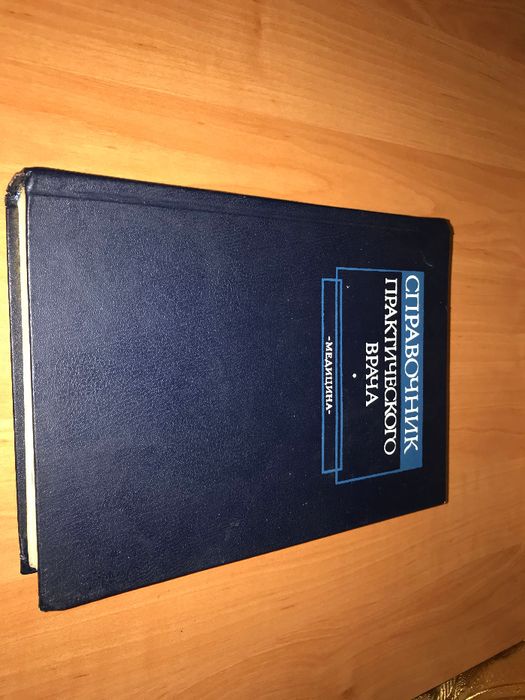 СПРАВОЧНИК
ПРАКТИЧЕСКОГО
ВРАЧА
•
-МЕДИЦИНА-